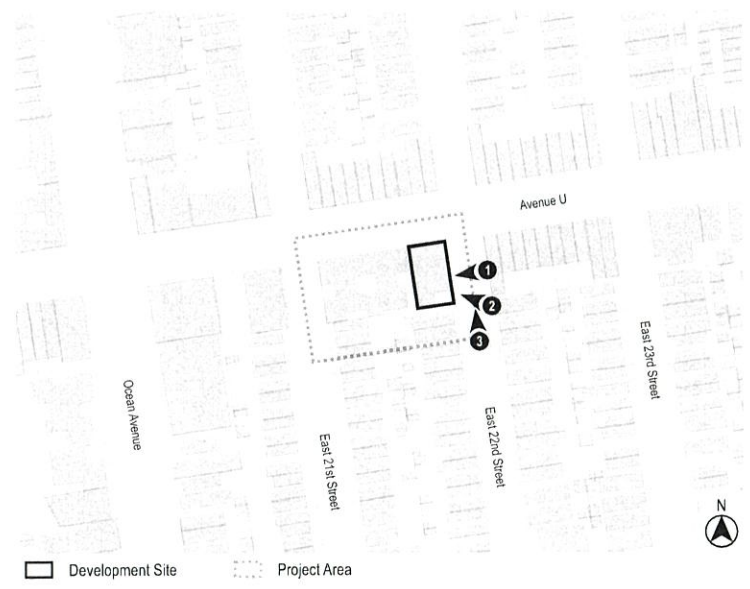 Avenue U
1
2
3
East 23rd Street
Ocean Avenue
East 21st Street
East 22nd Street
N
Development Site
Project Area